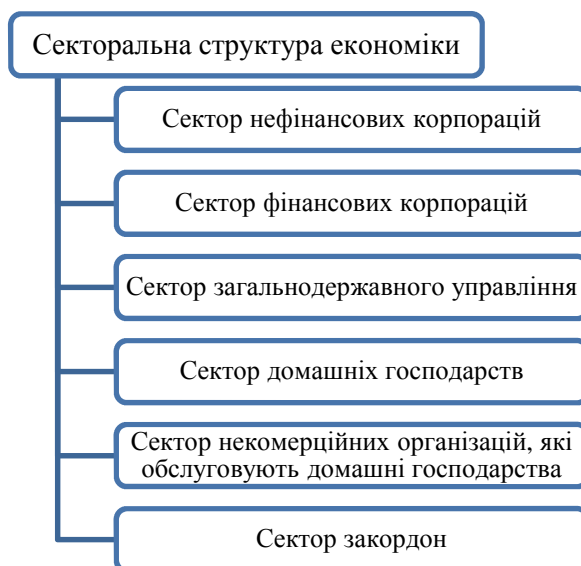 Секторальна структура економіки
Сектор нефінансових корпорацій
Сектор фінансових корпорацій
Сектор загальнодержавного управління
Сектор домашніх господарств
Сектор некомерційних організацій, які
обслуговують домашні господарства
Сектор закордон